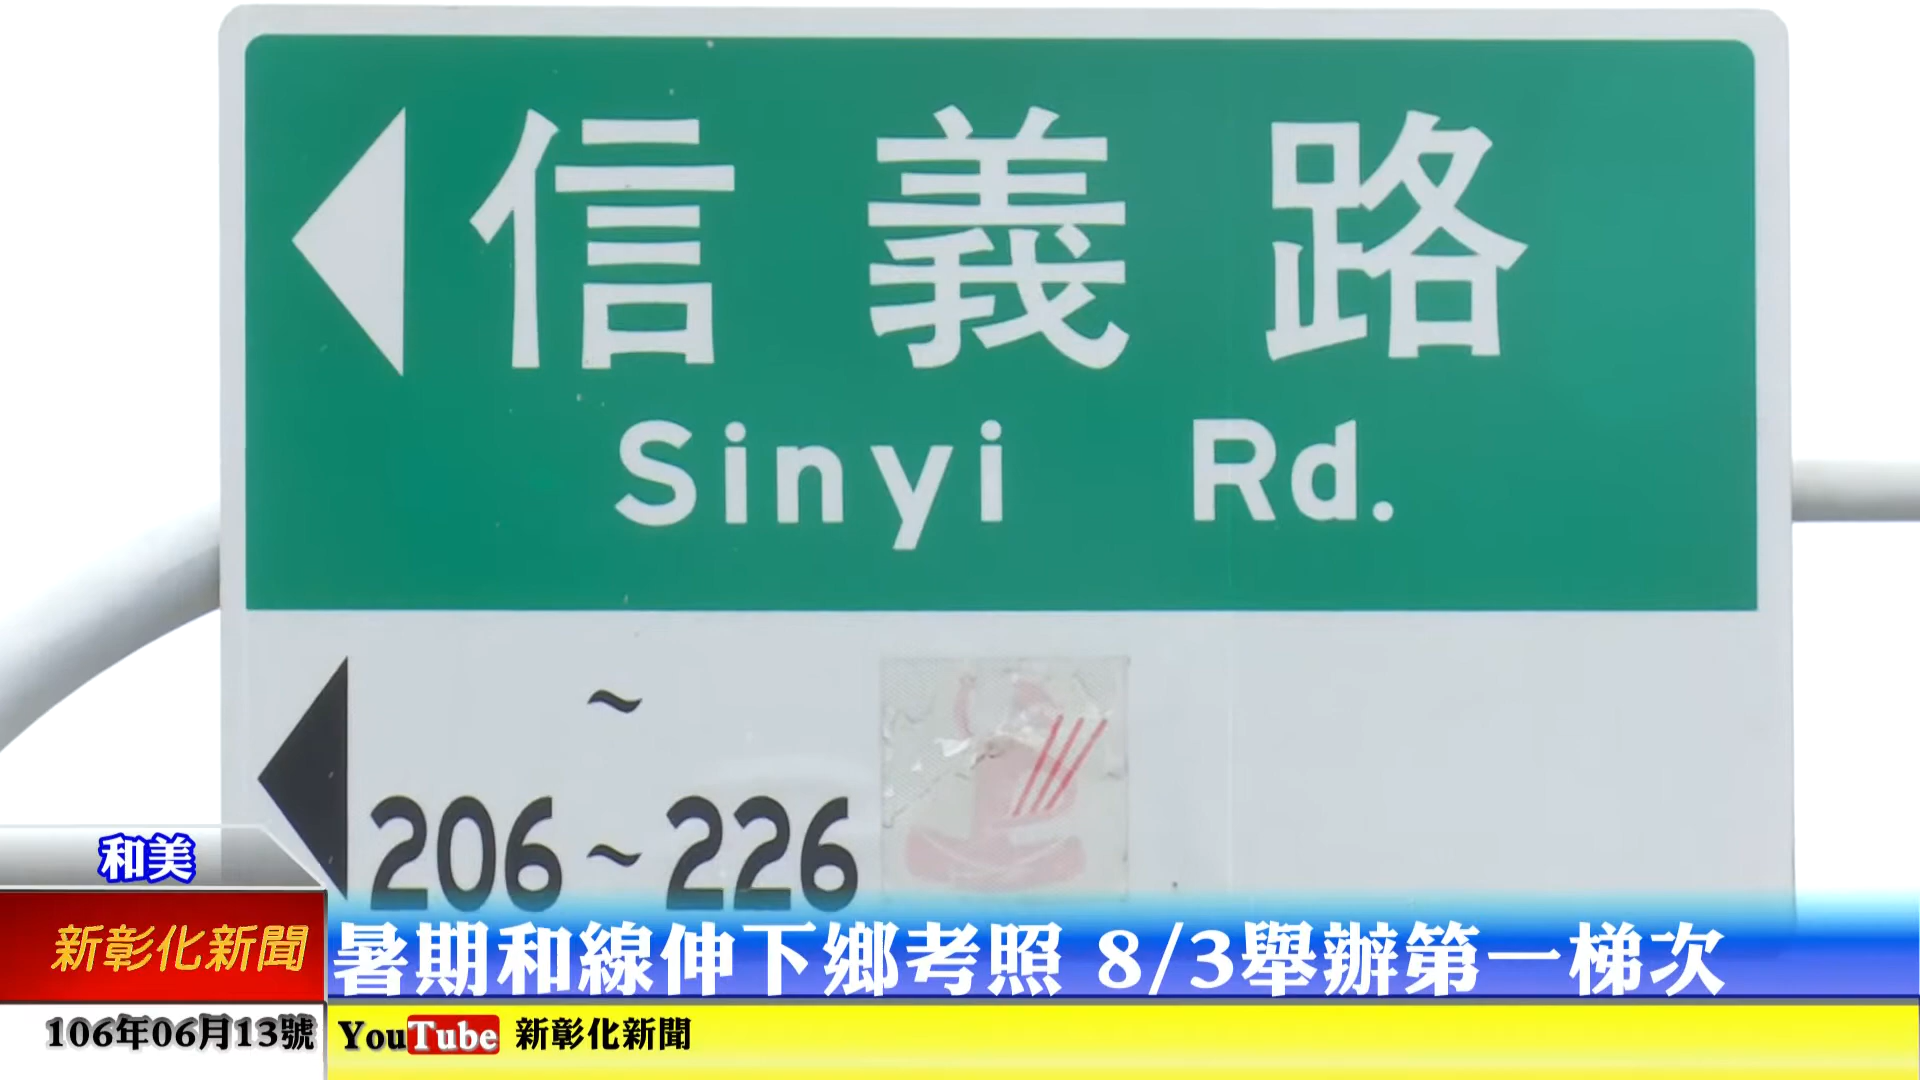 信義路
Sinyi Rd.
~
206~226
和美
新彰化新聞
暑期和線伸下鄉考照 8/3舉辦第一梯次
106年06月13號
YouTube 新彰化新聞